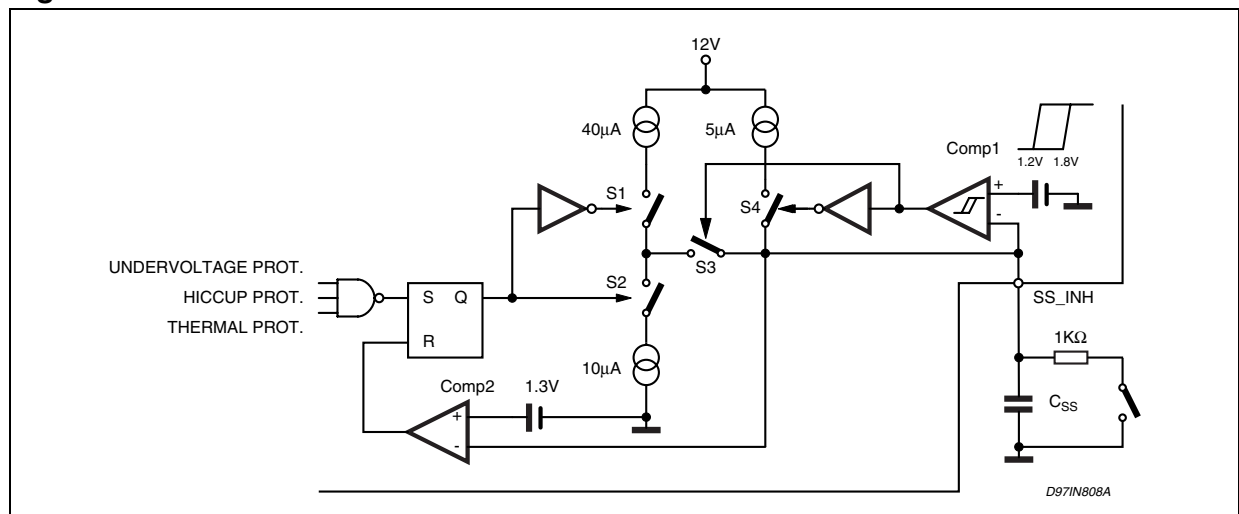 12V
40μA
5μA
Comp1
1.2V 1.8V
S1
S4
+
-
S3
UNDERVOLTAGE PROT.
HICCUP PROT.
THERMAL PROT.
S Q
R
S2
SS_INH
1KΩ
10μA
Comp2 1.3V
+
-
CSS
D97IN808A